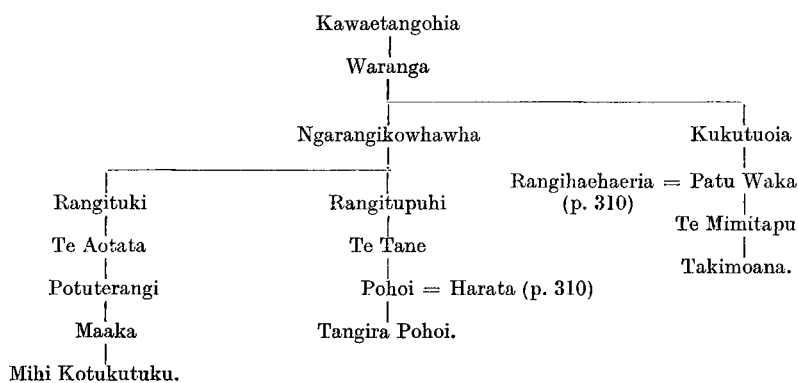 Kawaetangohia
Waranga
Ngarangikowhawha Kukutuoia
Rangihaehaeria = Patu Waka
Rangituki Rangitupuhi (p. 310)
Te Mimitapu
Te Aotata Te Tane
Takimoana.
Potuterangi Pohoi = Harata (p. 310)
Maaka Tangira Pohoi.
Mihi Kotukutuku.